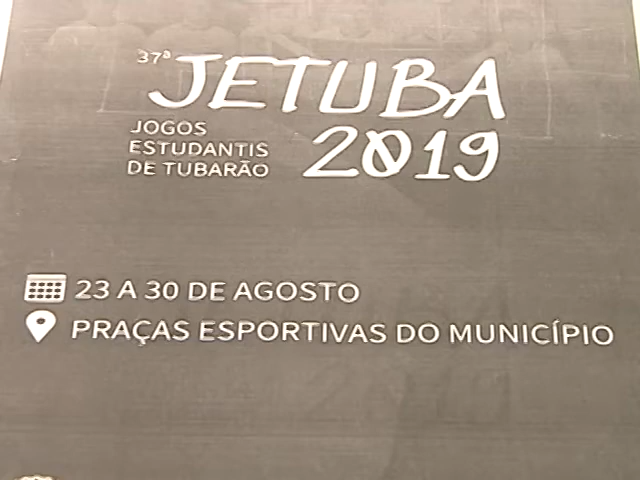 37ª JETUBA
JOGOS
ESTUDANTIS
DE TUBARÃO
2019
23 A 30 DE AGOSTO
PRAÇAS ESPORTIVAS DO MUNICÍPIO